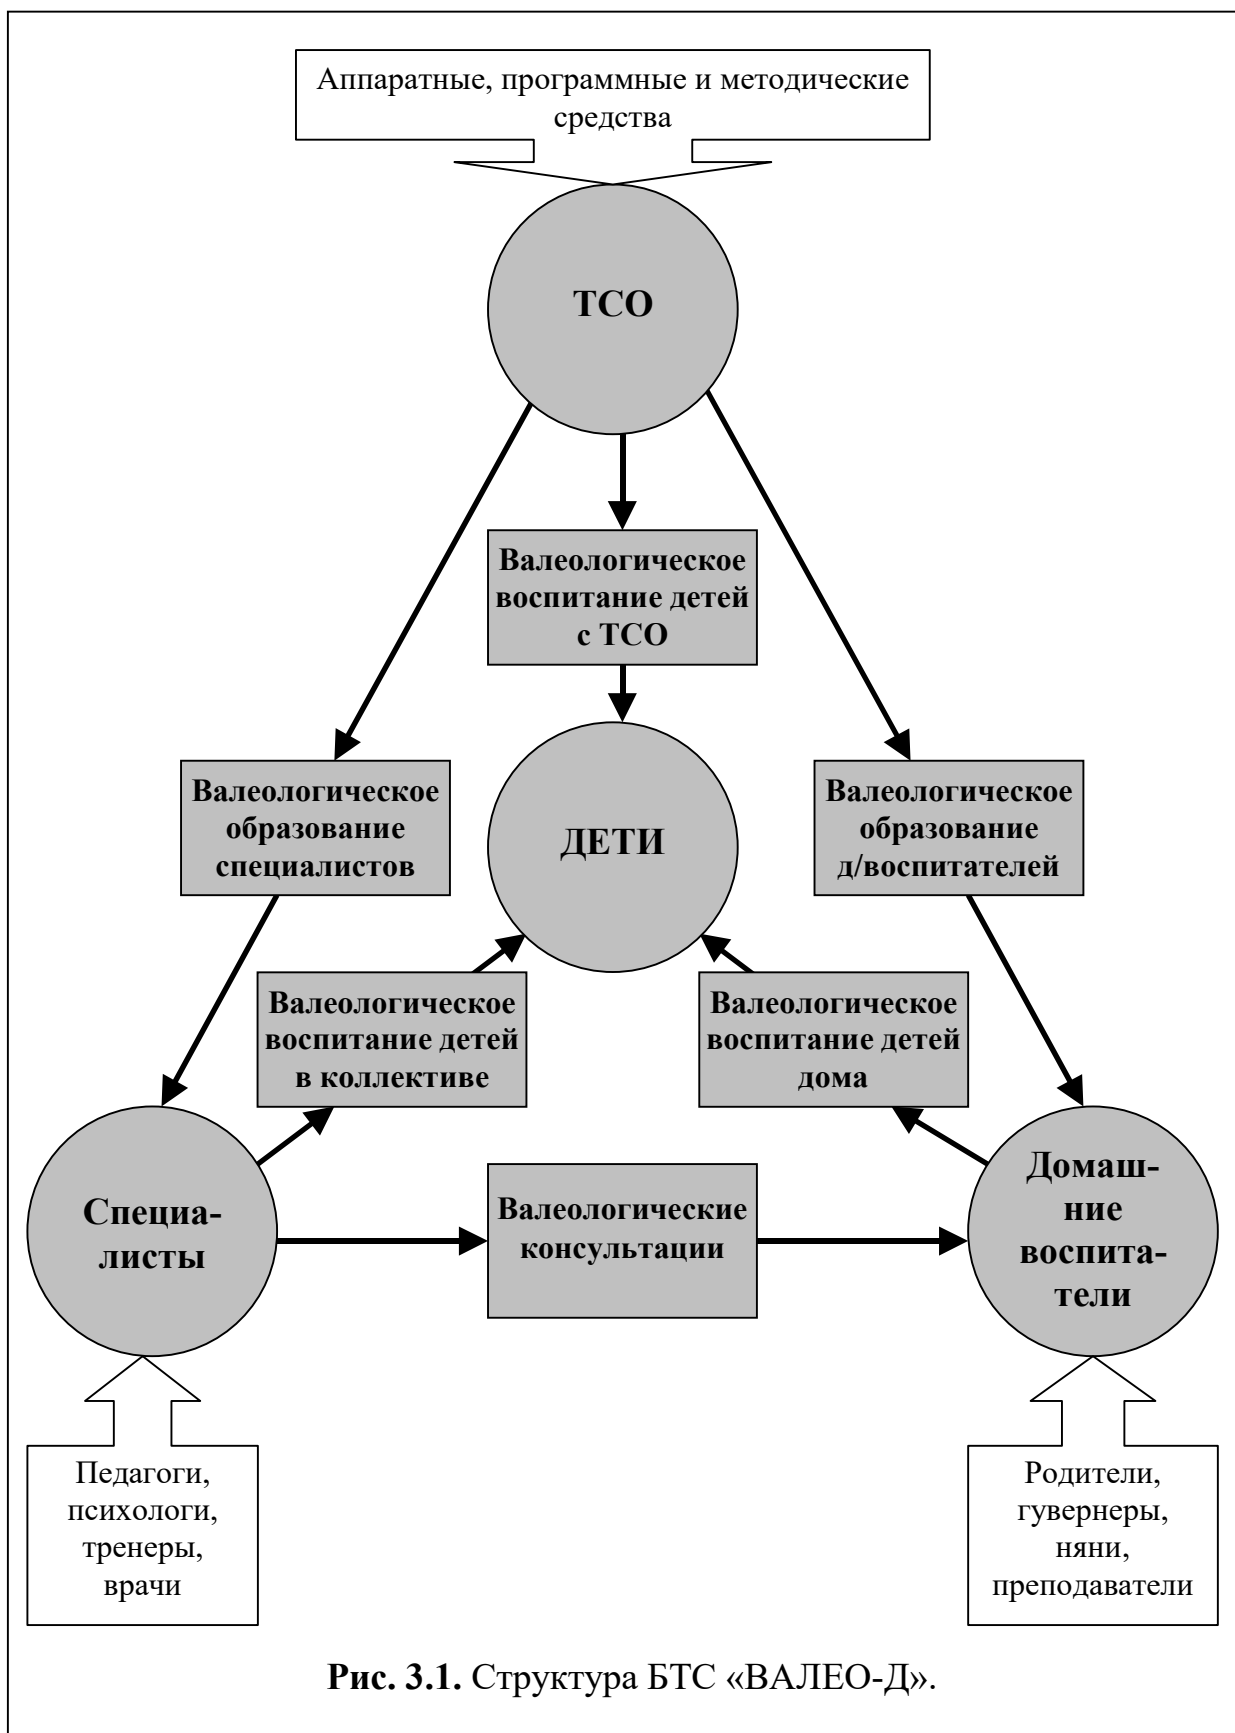 Аппаратные, программные и методические
средства
ТСО
Валеологическое
воспитание детей
с ТСО
Валеологическое
образование
специалистов
ДЕТИ
Валеологическое
образование
д/воспитателей
Валеологическое
воспитание детей
в коллективе
Валеологическое
воспитание детей
дома
Специа-
листы
Валеологические
консультации
Домаш-
ние
воспита-
тели
Педагоги,
психологи,
тренеры,
врачи
Родители,
гувернеры,
няни,
преподаватели
Рис. 3.1. Структура БТС «ВАЛЕО-Д».